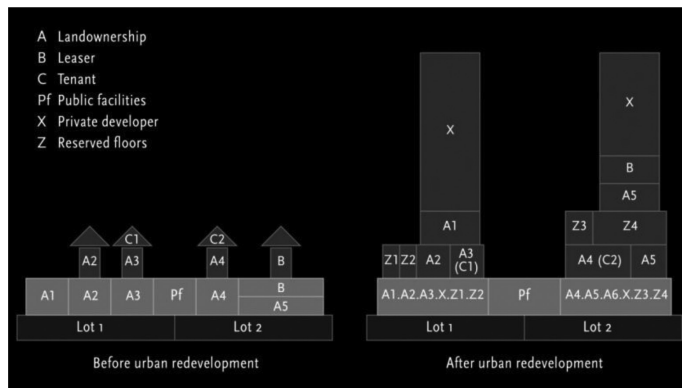 A Landownership
B Leaser
C Tenant
Pf Public facilities
X Private developer
Z Reserved floors
C1
C2
A2
A3
A4
B
A1
A2
A3
Pf
A4
B
A5
Lot 1
Lot 2
Before urban redevelopment
X
A1
Z1
Z2
A2
A3
(C1)
A1.A2.A3.X.Z1.Z2
Pf
X
B
A5
Z3
Z4
A4 (C2)
A5
A4.A5.A6.X.Z3.Z4
Lot 1
Lot 2
After urban redevelopment